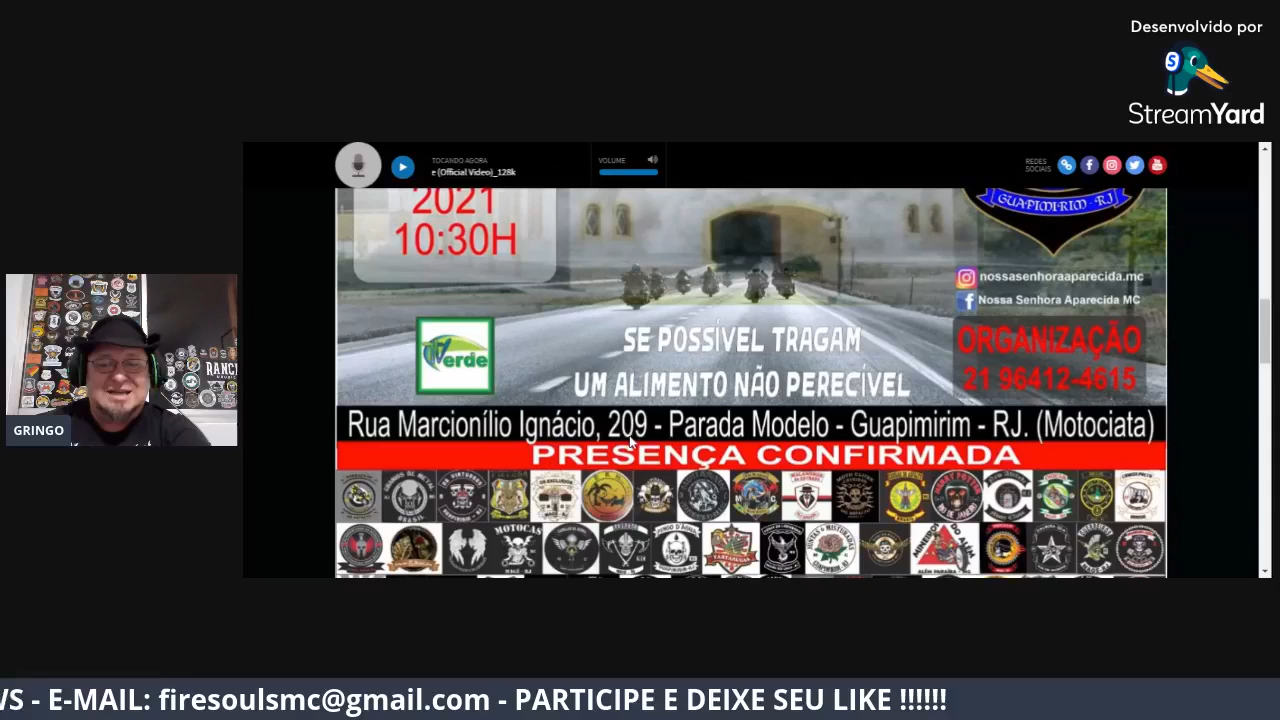 Desenvolvido por
StreamYard
TOCANDO AGORA
e (Official Video)_128k
VOLUME
REDES
SOCIAIS
2021
10:30H
GUAPIMIRIM - RJ
nossasenhoraaparecida.mc
Nossa Senhora Aparecida MC
Verde
SE POSSÍVEL TRAGAM
UM ALIMENTO NÃO PERECÍVEL
ORGANIZAÇÃO
21 96412-4615
Rua Marcionílio Ignácio, 209 - Parada Modelo - Guapimirim - RJ. (Motociata)
PRESENÇA CONFIRMADA
MOTOCAS
GRINGO
WS - E-MAIL: firesoulsmc@gmail.com - PARTICIPE E DEIXE SEU LIKE !!!!!!